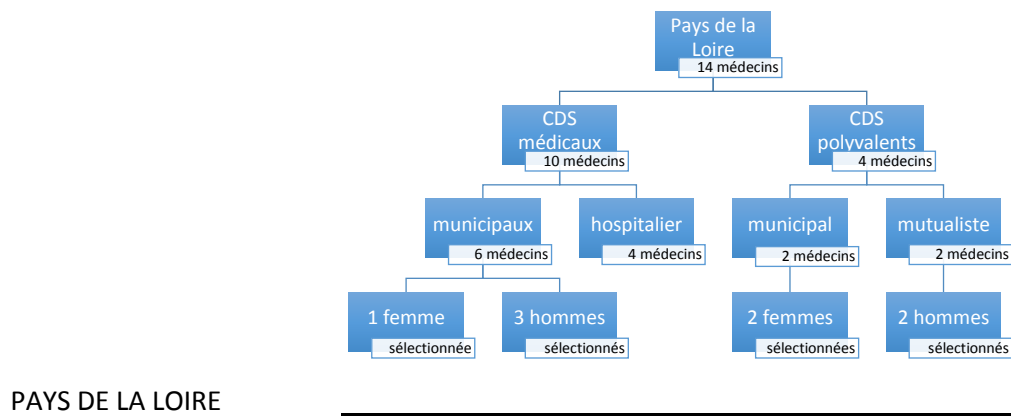 Pays de la
Loire
14 médecins
CDS
médicaux
10 médecins
CDS
polyvalents
4 médecins
municipaux
6 médecins
hospitalier
4 médecins
municipal
2 médecins
mutualiste
2 médecins
1 femme
sélectionnée
3 hommes
sélectionnés
2 femmes
sélectionnées
2 hommes
sélectionnés
PAYS DE LA LOIRE